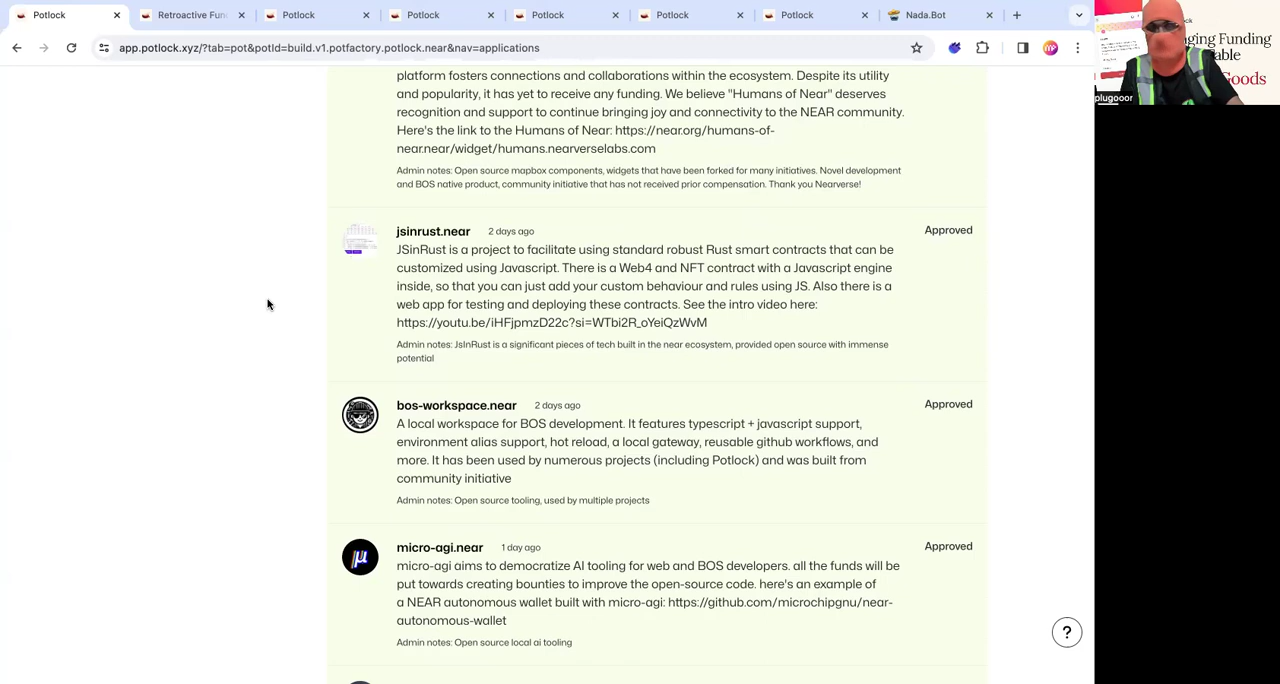 Potlock
Retroactive Fun
Potlock
Potlock
Potlock
Potlock
Potlock
Nada.Bot
app.potlock.xyz/?tab=pot&potId=build.v1.potfactory.potlock.near&nav=applications
platform fosters connections and collaborations within the ecosystem. Despite its utility
and popularity, it has yet to receive any funding. We believe "Humans of Near" deserves
recognition and support to continue bringing joy and connectivity to the NEAR community.
Here's the link to the Humans of Near: https://near.org/humans-of-
near.near/widget/humans.nearverselabs.com
Admin notes: Open source mapbox components, widgets that have been forked for many initiatives. Novel development
and BOS native product, community initiative that has not received prior compensation. Thank you Nearverse!
jsinrust.near 2 days ago Approved
JSinRust is a project to facilitate using standard robust Rust smart contracts that can be
customized using Javascript. There is a Web4 and NFT contract with a Javascript engine
inside, so that you can just add your custom behaviour and rules using JS. Also there is a
web app for testing and deploying these contracts. See the intro video here:
https://youtu.be/iHFjpmzD22c?si=WTbi2R_oYeiQzWvM
Admin notes: JsInRust is a significant pieces of tech built in the near ecosystem, provided open source with immense
potential
bos-workspace.near 2 days ago Approved
A local workspace for BOS development. It features typescript + javascript support,
environment alias support, hot reload, a local gateway, reusable github workflows, and
more. It has been used by numerous projects (including Potlock) and was built from
community initiative
Admin notes: Open source tooling, used by multiple projects
micro-agi.near 1 day ago Approved
micro-agi aims to democratize AI tooling for web and BOS developers. all the funds will be
put towards creating bounties to improve the open-source code. here's an example of
a NEAR autonomous wallet built with micro-agi: https://github.com/microchipgnu/near-
autonomous-wallet
Admin notes: Open source local ai tooling
?
ock
ging Funding
able
Goods
plugooor